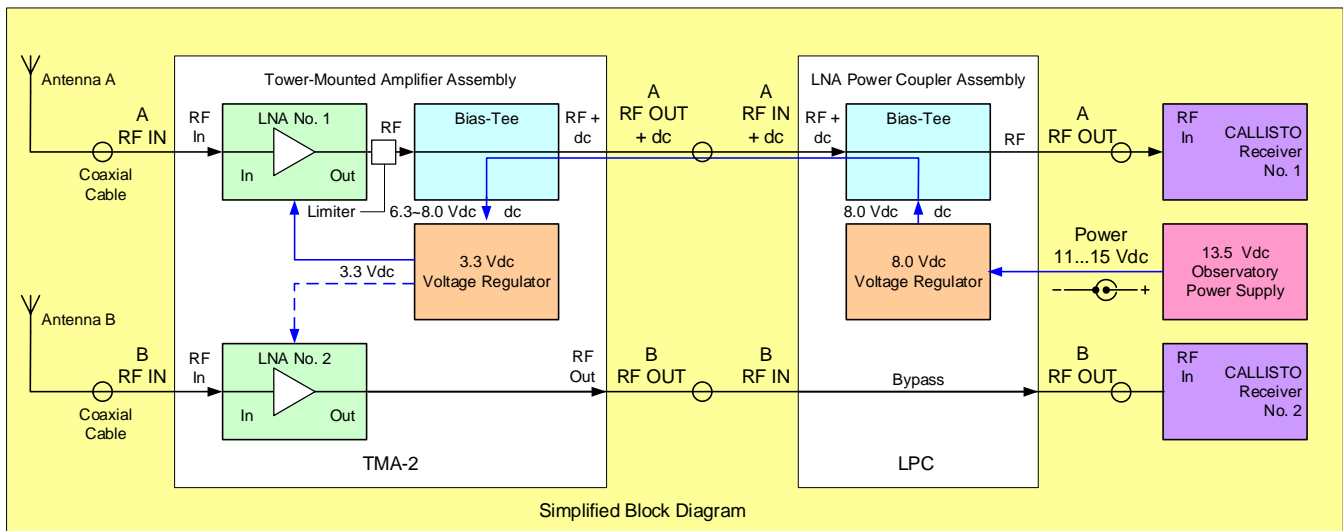 Antenna A
A
RF IN
Coaxial
Cable
Tower-Mounted Amplifier Assembly
RF
In
LNA No. 1
In
Out
RF
Limiter
Bias-Tee
RF +
dc
6.3~8.0 Vdc
dc
3.3 Vdc
Voltage Regulator
3.3 Vdc
A
RF OUT
+ dc
A
RF IN
+ dc
LNA Power Coupler Assembly
RF +
dc
Bias-Tee
RF
8.0 Vdc
dc
8.0 Vdc
Voltage Regulator
A
RF OUT
RF
In
CALLISTO
Receiver
No. 1
Power
11...15 Vdc
− +
13.5 Vdc
Observatory
Power Supply
Antenna B
B
RF IN
Coaxial
Cable
RF
In
LNA No. 2
In
Out
RF
Out
B
RF OUT
B
RF IN
Bypass
B
RF OUT
RF
In
CALLISTO
Receiver
No. 2
TMA-2
LPC
Simplified Block Diagram